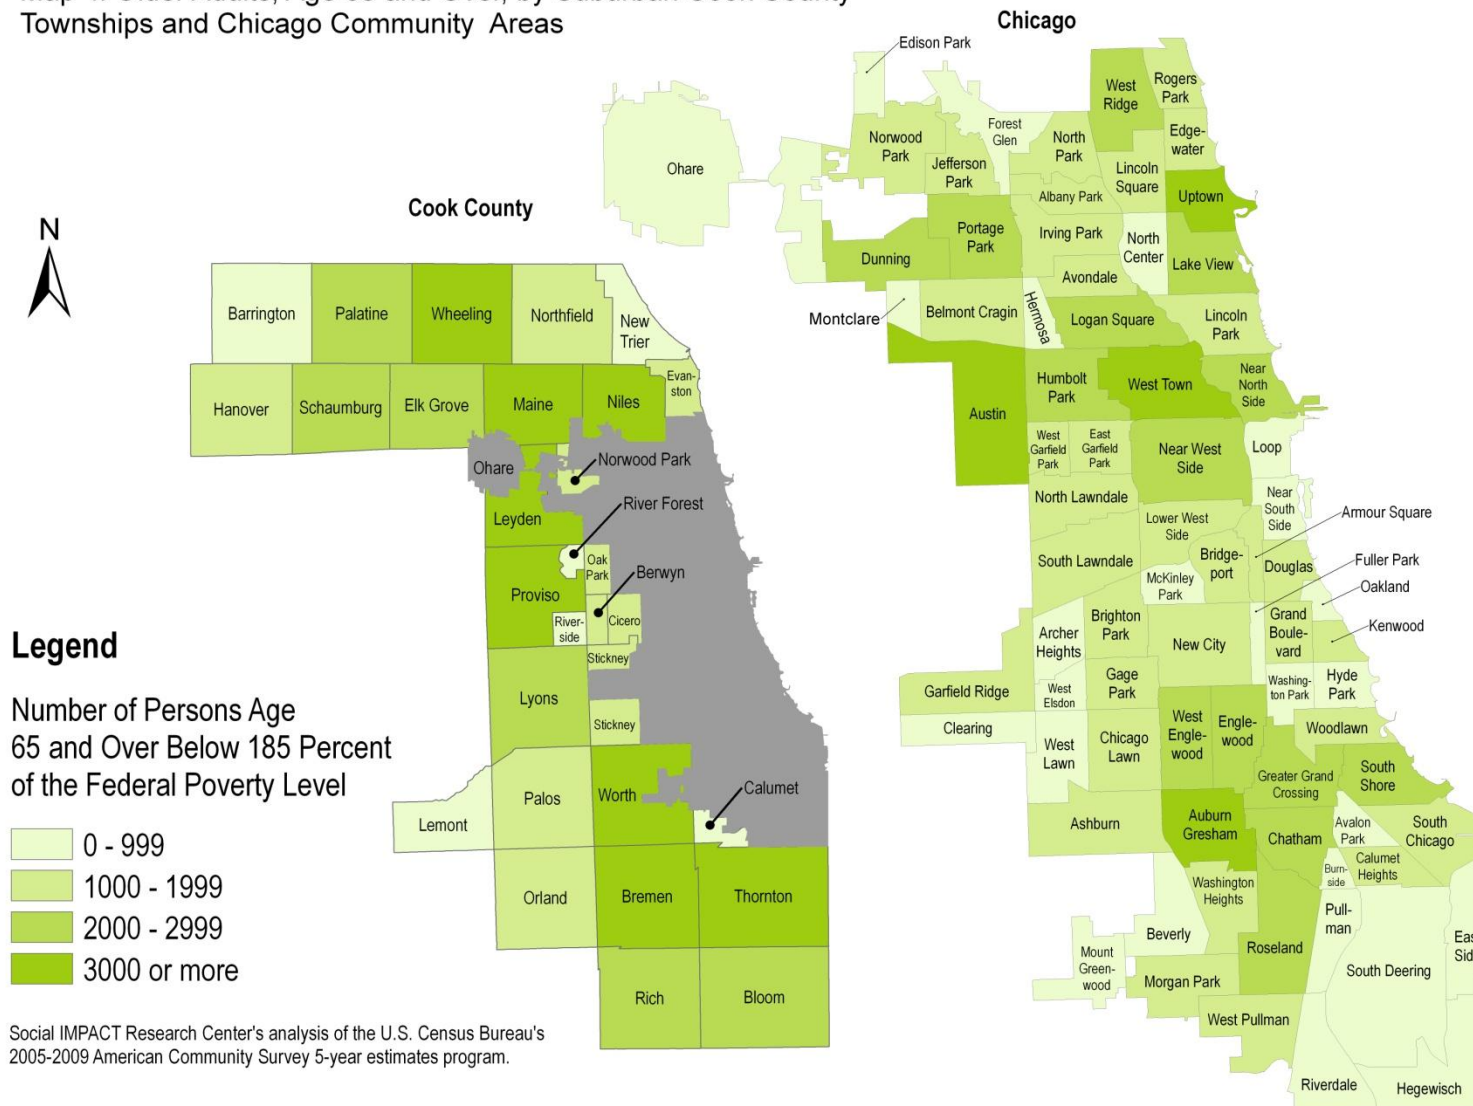 Townships and Chicago Community Areas
Chicago
Edison Park
West
Ridge
Rogers
Park
Forest
Glen
Norwood
Park
North
Park
Edge-
water
Jefferson
Park
Lincoln
Square
Ohare
Albany Park
Uptown
Cook County
N
Portage
Park
Irving Park
North
Center
Dunning
Lake View
Avondale
Barrington
Palatine
Wheeling
Northfield
New
Trier
Montclare
Belmont Cragin
Hermosa
Logan Square
Lincoln
Park
Evan-
ston
Hanover
Schaumburg
Elk Grove
Maine
Niles
Humbolt
Park
West Town
Near
North
Side
Austin
West
Garfield
Park
East
Garfield
Park
Near West
Side
Loop
Ohare
Norwood Park
North Lawndale
Near
South
Side
River Forest
Leyden
Lower West
Side
Armour Square
South Lawndale
Bridge-
port
Douglas
Fuller Park
Oak
Park
Berwyn
McKinley
Park
Oakland
Proviso
River-
side
Cicero
Brighton
Park
Grand
Boule-
vard
Kenwood
Legend
Archer
Heights
New City
Stickney
Gage
Park
Washing-
ton Park
Hyde
Park
Garfield Ridge
West
Elsdon
Lyons
Number of Persons Age
65 and Over Below 185 Percent
of the Federal Poverty Level
Stickney
Clearing
West
Lawn
Chicago
Lawn
West
Engle-
wood
Engle-
wood
Woodlawn
Greater Grand
Crossing
South
Shore
Palos
Worth
Calumet
Lemont
Ashburn
Auburn
Gresham
Chatham
Avalon
Park
South
Chicago
0 - 999
1000 - 1999
2000 - 2999
3000 or more
Calumet
Heights
Burn-
side
Orland
Bremen
Thornton
Washington
Heights
Pull-
man
Beverly
Roseland
Mount
Green-
wood
South Deering
Morgan Park
Rich
Bloom
West Pullman
Riverdale
Hegewisch
Social IMPACT Research Center's analysis of the U.S. Census Bureau's
2005-2009 American Community Survey 5-year estimates program.